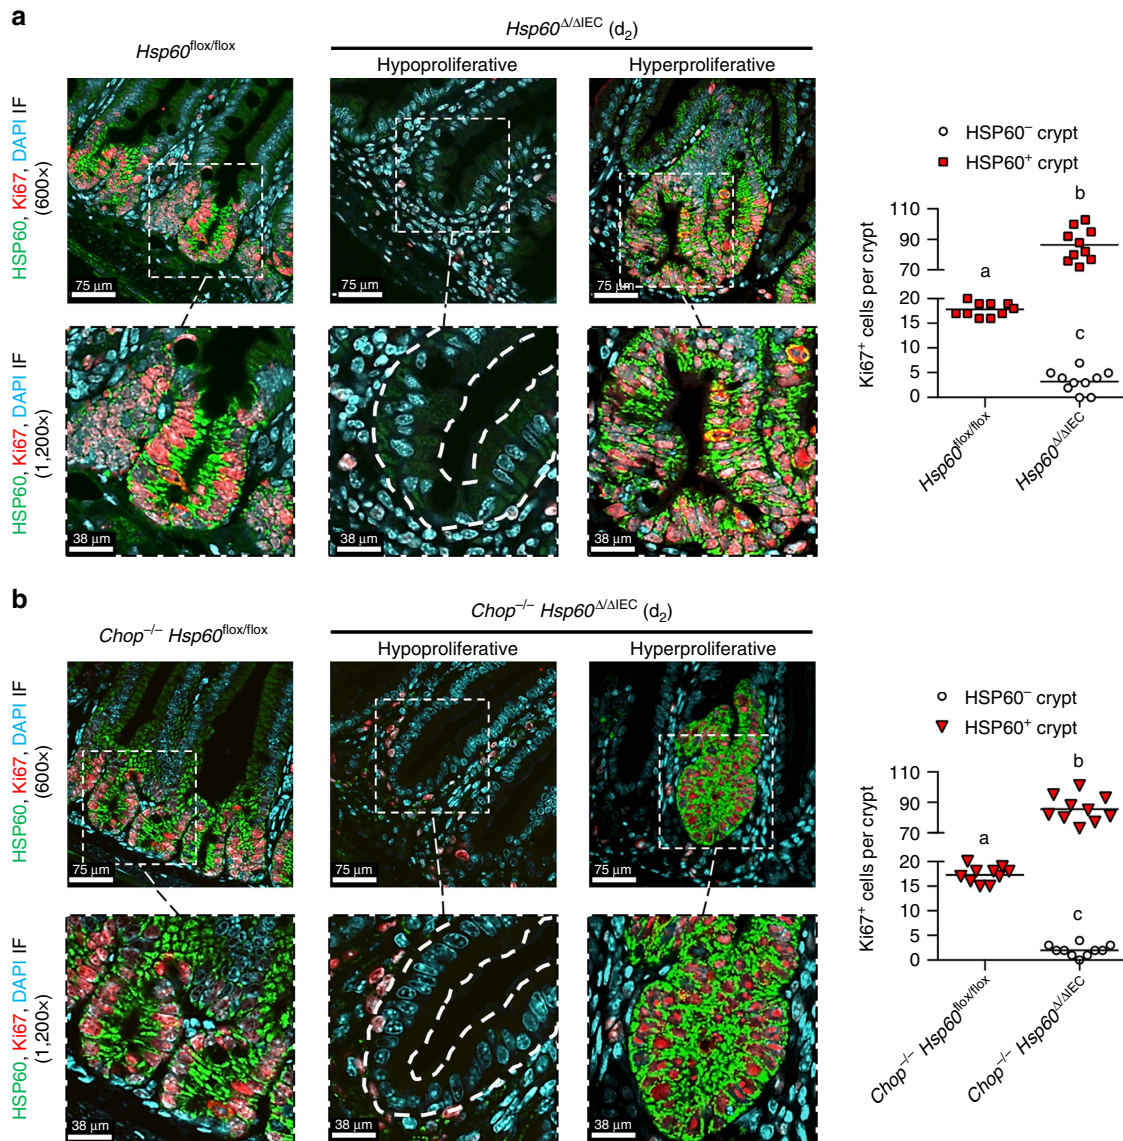 a
Hsp60flox/flox
Hsp60Δ/ΔIEC (d2)
Hypoproliferative
Hyperproliferative
HSP60, Ki67, DAPI IF
(600×)
75 μm
75 μm
75 μm
HSP60, Ki67, DAPI IF
(1,200×)
38 μm
38 μm
38 μm
HSP60– crypt
HSP60+ crypt
Ki67+ cells per crypt
110
90
70
20
15
10
5
0
a
b
c
Hsp60flox/flox
Hsp60Δ/ΔIEC
b
Chop–/– Hsp60flox/flox
Chop–/– Hsp60Δ/ΔIEC (d2)
Hypoproliferative
Hyperproliferative
HSP60, Ki67, DAPI IF
(600×)
75 μm
75 μm
75 μm
HSP60, Ki67, DAPI IF
(1,200×)
38 μm
38 μm
38 μm
HSP60– crypt
HSP60+ crypt
Ki67+ cells per crypt
110
90
70
20
15
10
5
0
a
b
c
Chop–/– Hsp60flox/flox
Chop–/– Hsp60Δ/ΔIEC